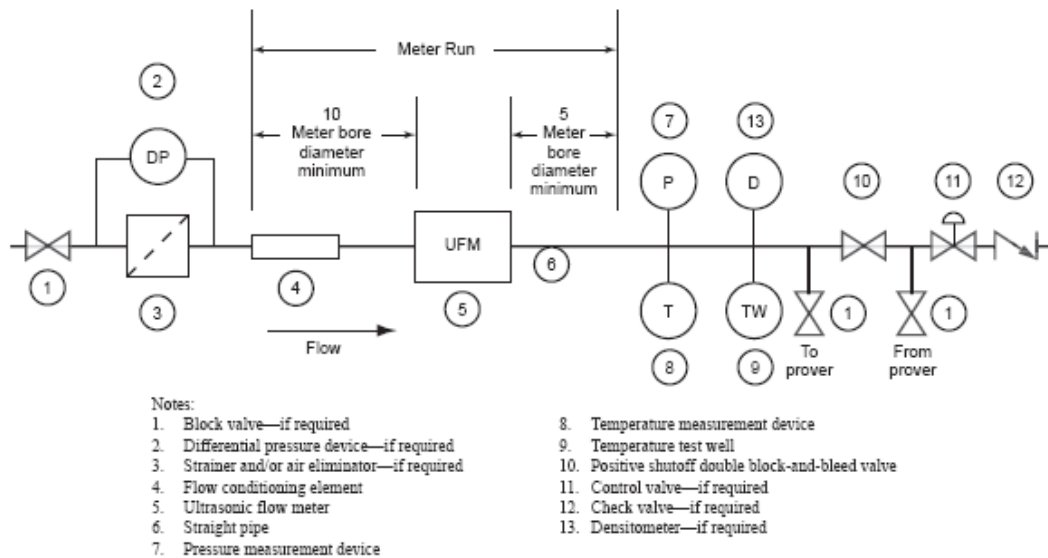 Meter Run
2
10
Meter bore
diameter
minimum
5
Meter
bore
diameter
minimum
7
13
DP
P
D
10
11
12
UFM
6
1
3
4
5
T
TW
1
1
Flow
8
9
To
prover
From
prover
Notes:
1. Block valve—if required
2. Differential pressure device—if required
3. Strainer and/or air eliminator—if required
4. Flow conditioning element
5. Ultrasonic flow meter
6. Straight pipe
7. Pressure measurement device
8. Temperature measurement device
9. Temperature test well
10. Positive shutoff double block-and-bleed valve
11. Control valve—if required
12. Check valve—if required
13. Densitometer—if required